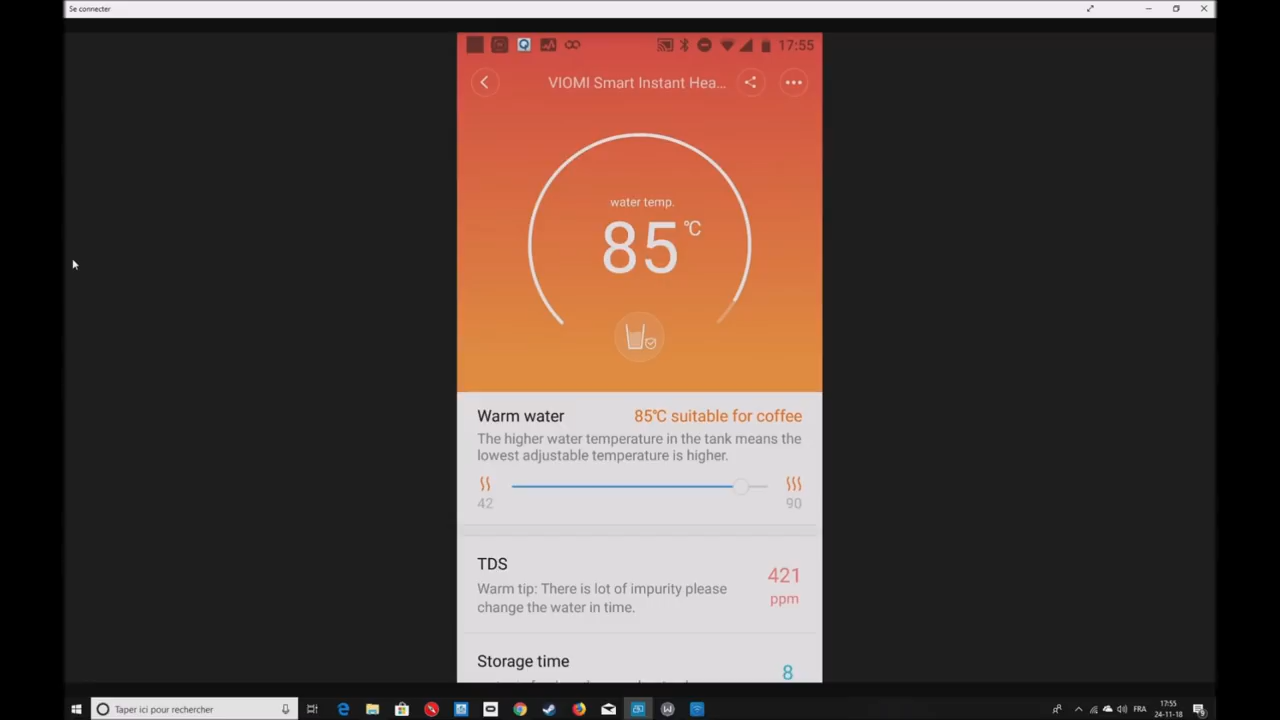 Se connecter
17:55
VIOMI Smart Instant Hea...
water temp.
85 °C
Warm water
85℃ suitable for coffee
The higher water temperature in the tank means the
lowest adjustable temperature is higher.
42
90
TDS
421
Warm tip: There is lot of impurity please
ppm
change the water in time.
Storage time
8
Taper ici pour rechercher
FRA
17:55
24-11-18